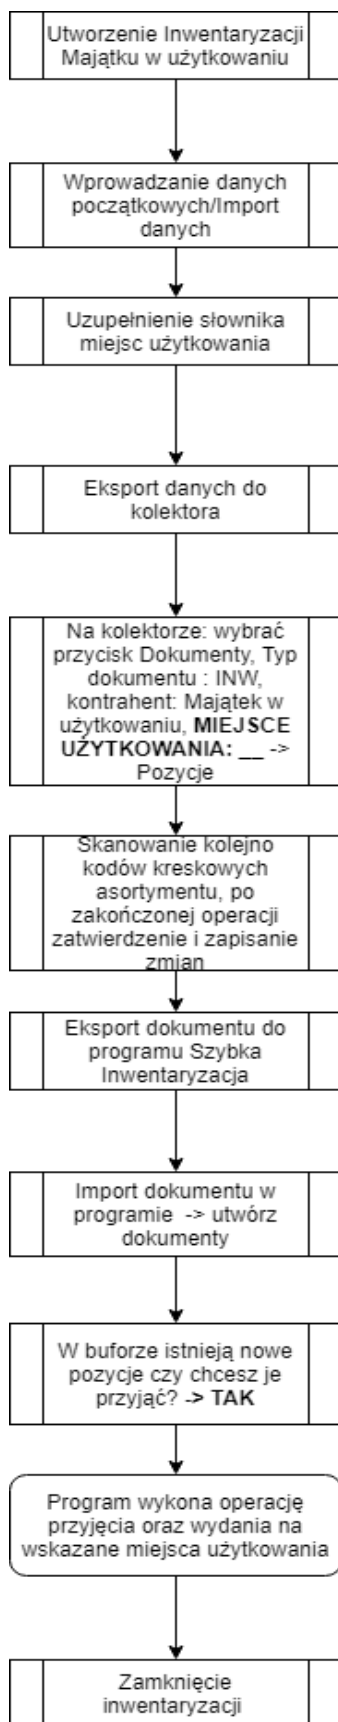 Utworzenie Inwentaryzacji
Majątku w użytkowaniu
Wprowadzanie danych
początkowych/Import
danych
Uzupełnienie słownika
miejsc użytkowania
Eksport danych do
kolektora
Na kolektorze: wybrać
przycisk Dokumenty, Typ
dokumentu : INW,
kontrahent: Majątek w
użytkowaniu, MIEJSCE
UŻYTKOWANIA: __ ->
Pozycje
Skanowanie kolejno
kodów kreskowych
asortymentu, po
zakończonej operacji
zatwierdzenie i zapisanie
zmian
Eksport dokumentu do
programu Szybka
Inwentaryzacja
Import dokumentu w
programie -> utwórz
dokumenty
W buforze istnieją nowe
pozycje czy chcesz je
przyjąć? -> TAK
Program wykona operację
przyjęcia oraz wydania na
wskazane miejsca użytkowania
Zamknięcie
inwentaryzacji